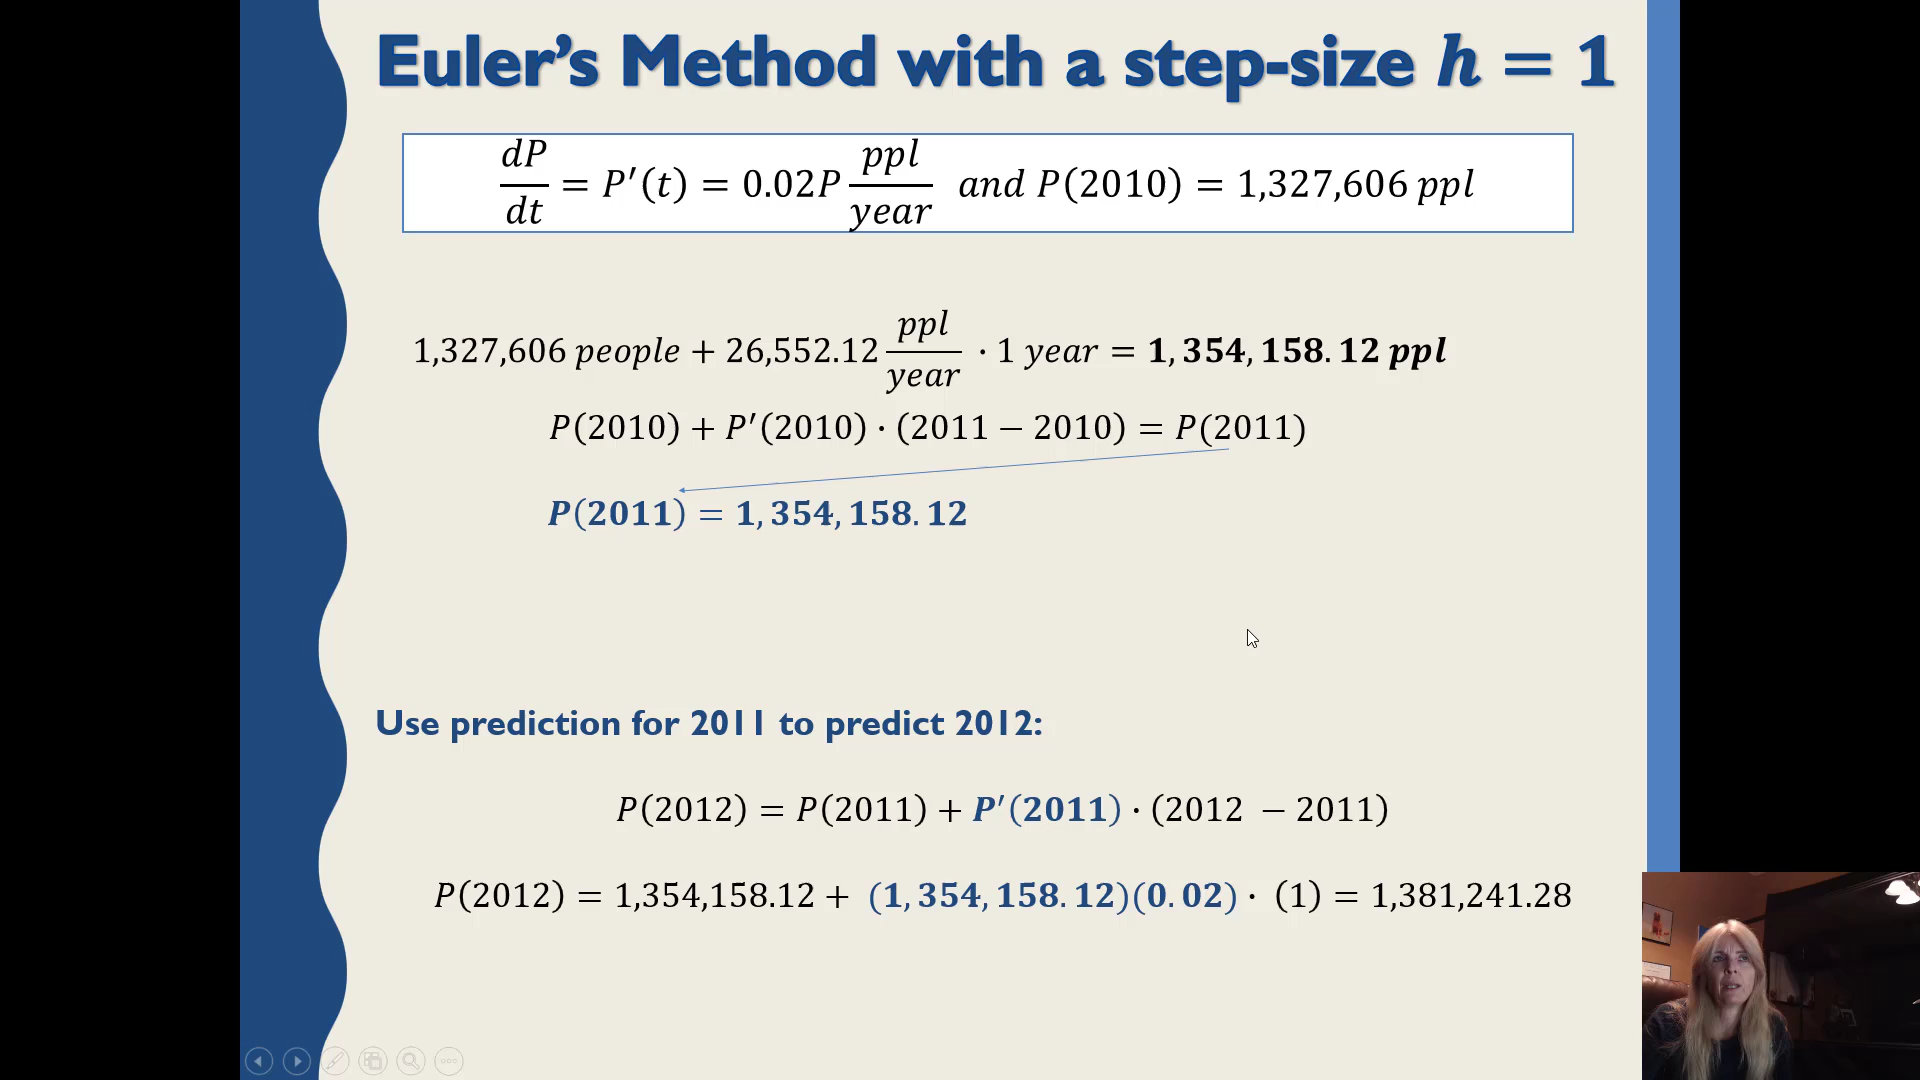 Euler's Method with a step-size h = 1
dP/dt = P′(t) = 0.02P ppl/year and P(2010) = 1,327,606 ppl
1,327,606 people + 26,552.12 ppl/year · 1 year = 1,354,158.12 ppl
P(2010) + P′(2010) · (2011 − 2010) = P(2011)
P(2011) = 1,354,158.12
Use prediction for 2011 to predict 2012:
P(2012) = P(2011) + P′(2011) · (2012 − 2011)
P(2012) = 1,354,158.12 + (1,354,158.12)(0.02) · (1) = 1,381,241.28